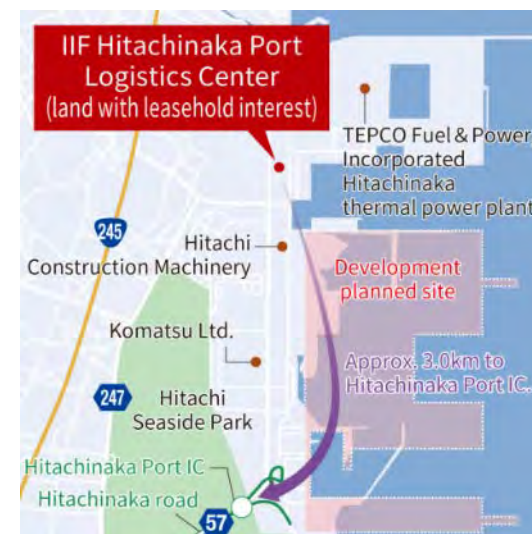 IIF Hitachinaka Port
Logistics Center
(land with leasehold interest)
TEPCO Fuel & Power
Incorporated
Hitachinaka
thermal power plant
245
Hitachi
Construction Machinery
Development
planned site
Komatsu Ltd.
Approx. 3.0km to
Hitachinaka Port IC.
247
Hitachi
Seaside Park
Hitachinaka Port IC
Hitachinaka road
57